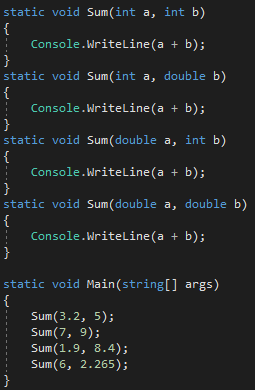 static void Sum(int a, int b)
{
    Console.WriteLine(a + b);
}
static void Sum(int a, double b)
{
    Console.WriteLine(a + b);
}
static void Sum(double a, int b)
{
    Console.WriteLine(a + b);
}
static void Sum(double a, double b)
{
    Console.WriteLine(a + b);
}

static void Main(string[] args)
{
    Sum(3.2, 5);
    Sum(7, 9);
    Sum(1.9, 8.4);
    Sum(6, 2.265);
}